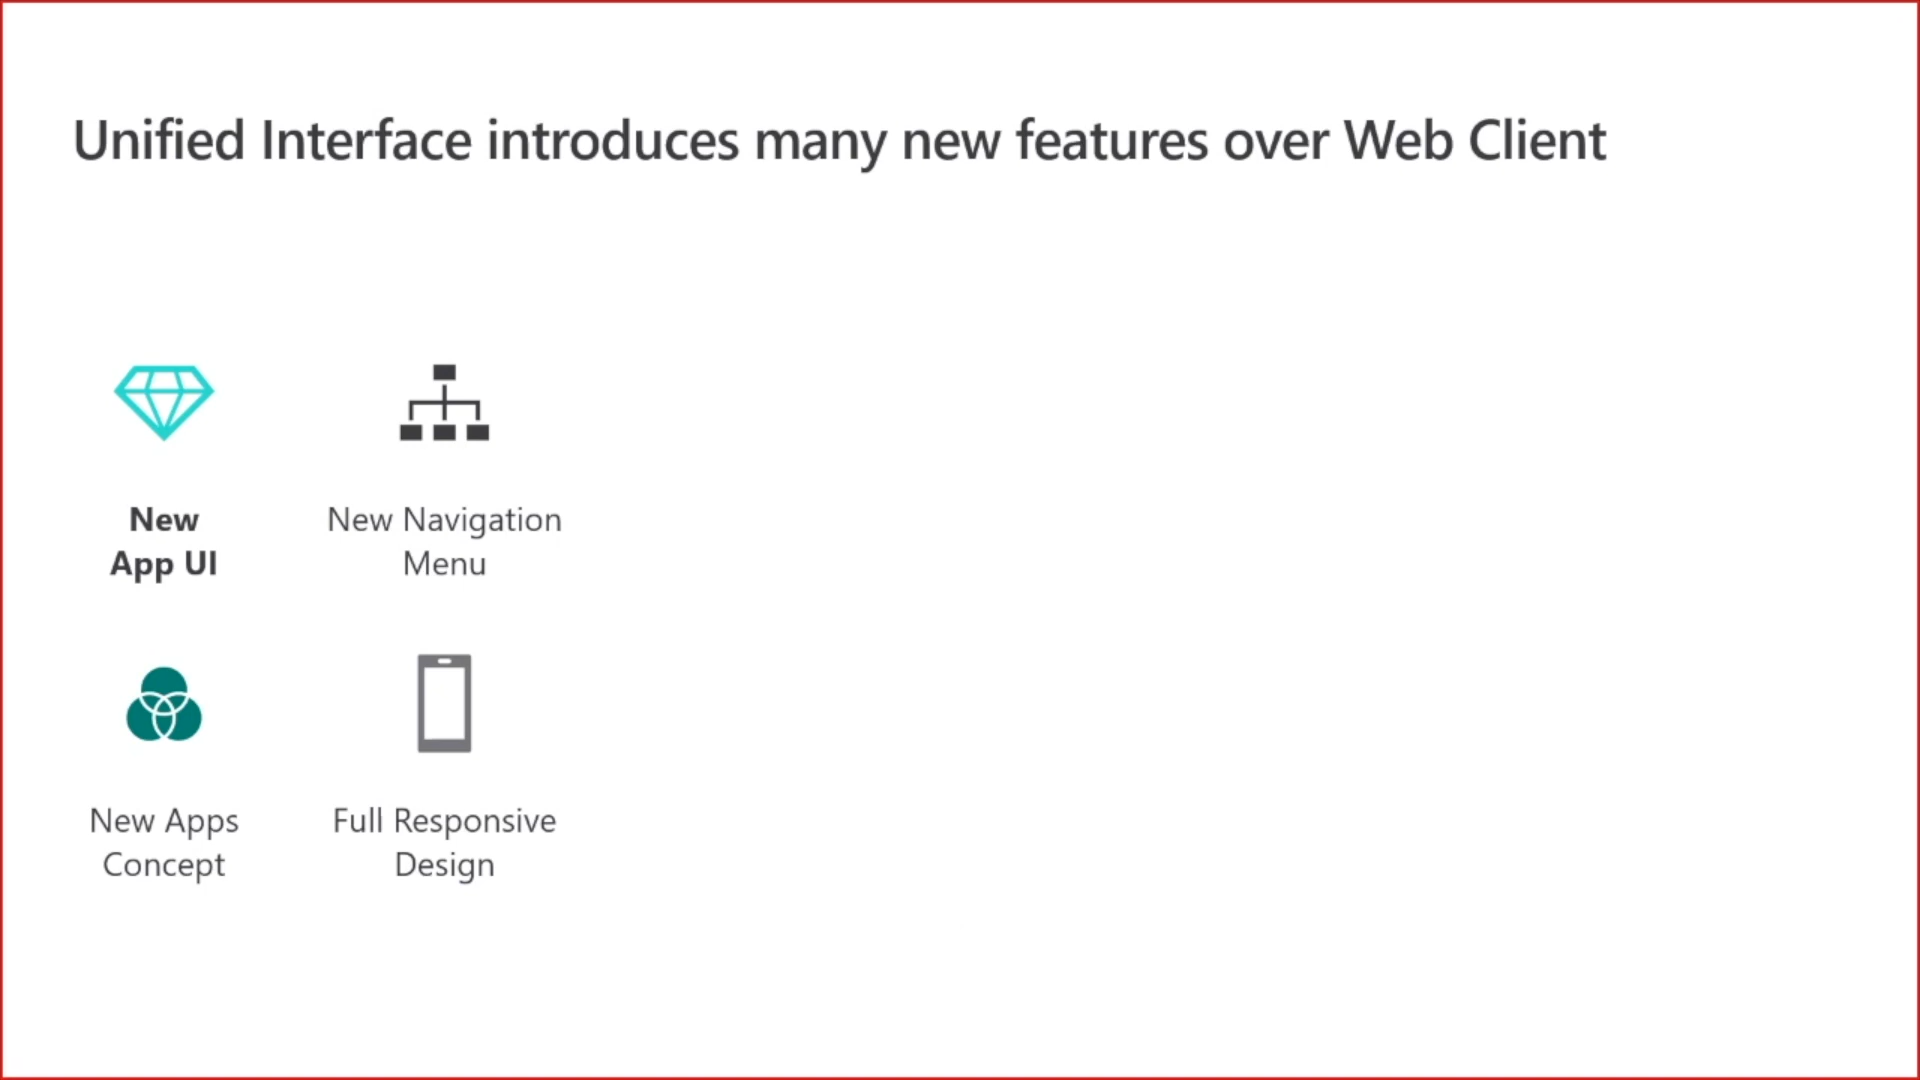 Unified Interface introduces many new features over Web Client
New
App UI
New Navigation
Menu
New Apps
Concept
Full Responsive
Design